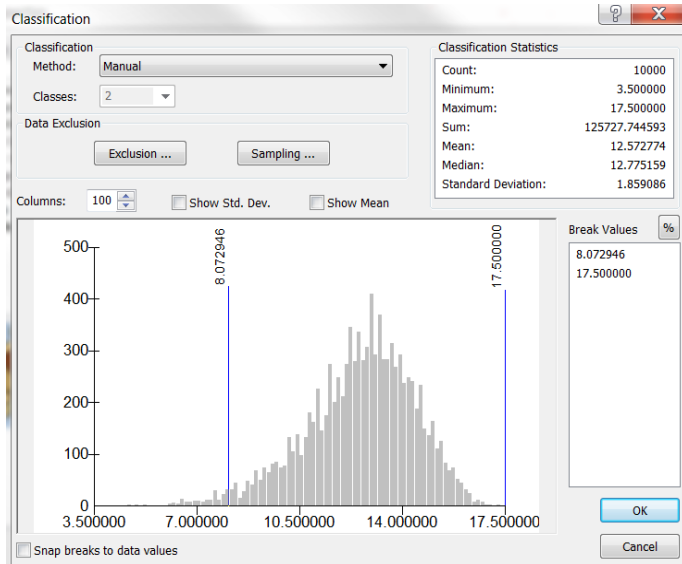 Classification
Classification
Method: Manual
Classes: 2
Data Exclusion
Exclusion ...
Sampling ...
Classification Statistics
Count: 10000
Minimum: 3.500000
Maximum: 17.500000
Sum: 125727.744593
Mean: 12.572774
Median: 12.775159
Standard Deviation: 1.859086
Columns: 100
Show Std. Dev.
Show Mean
Break Values %
8.072946
17.500000
8.072946
17.500000
500
400
300
200
100
0
3.500000 7.000000 10.500000 14.000000 17.500000
Snap breaks to data values
OK
Cancel